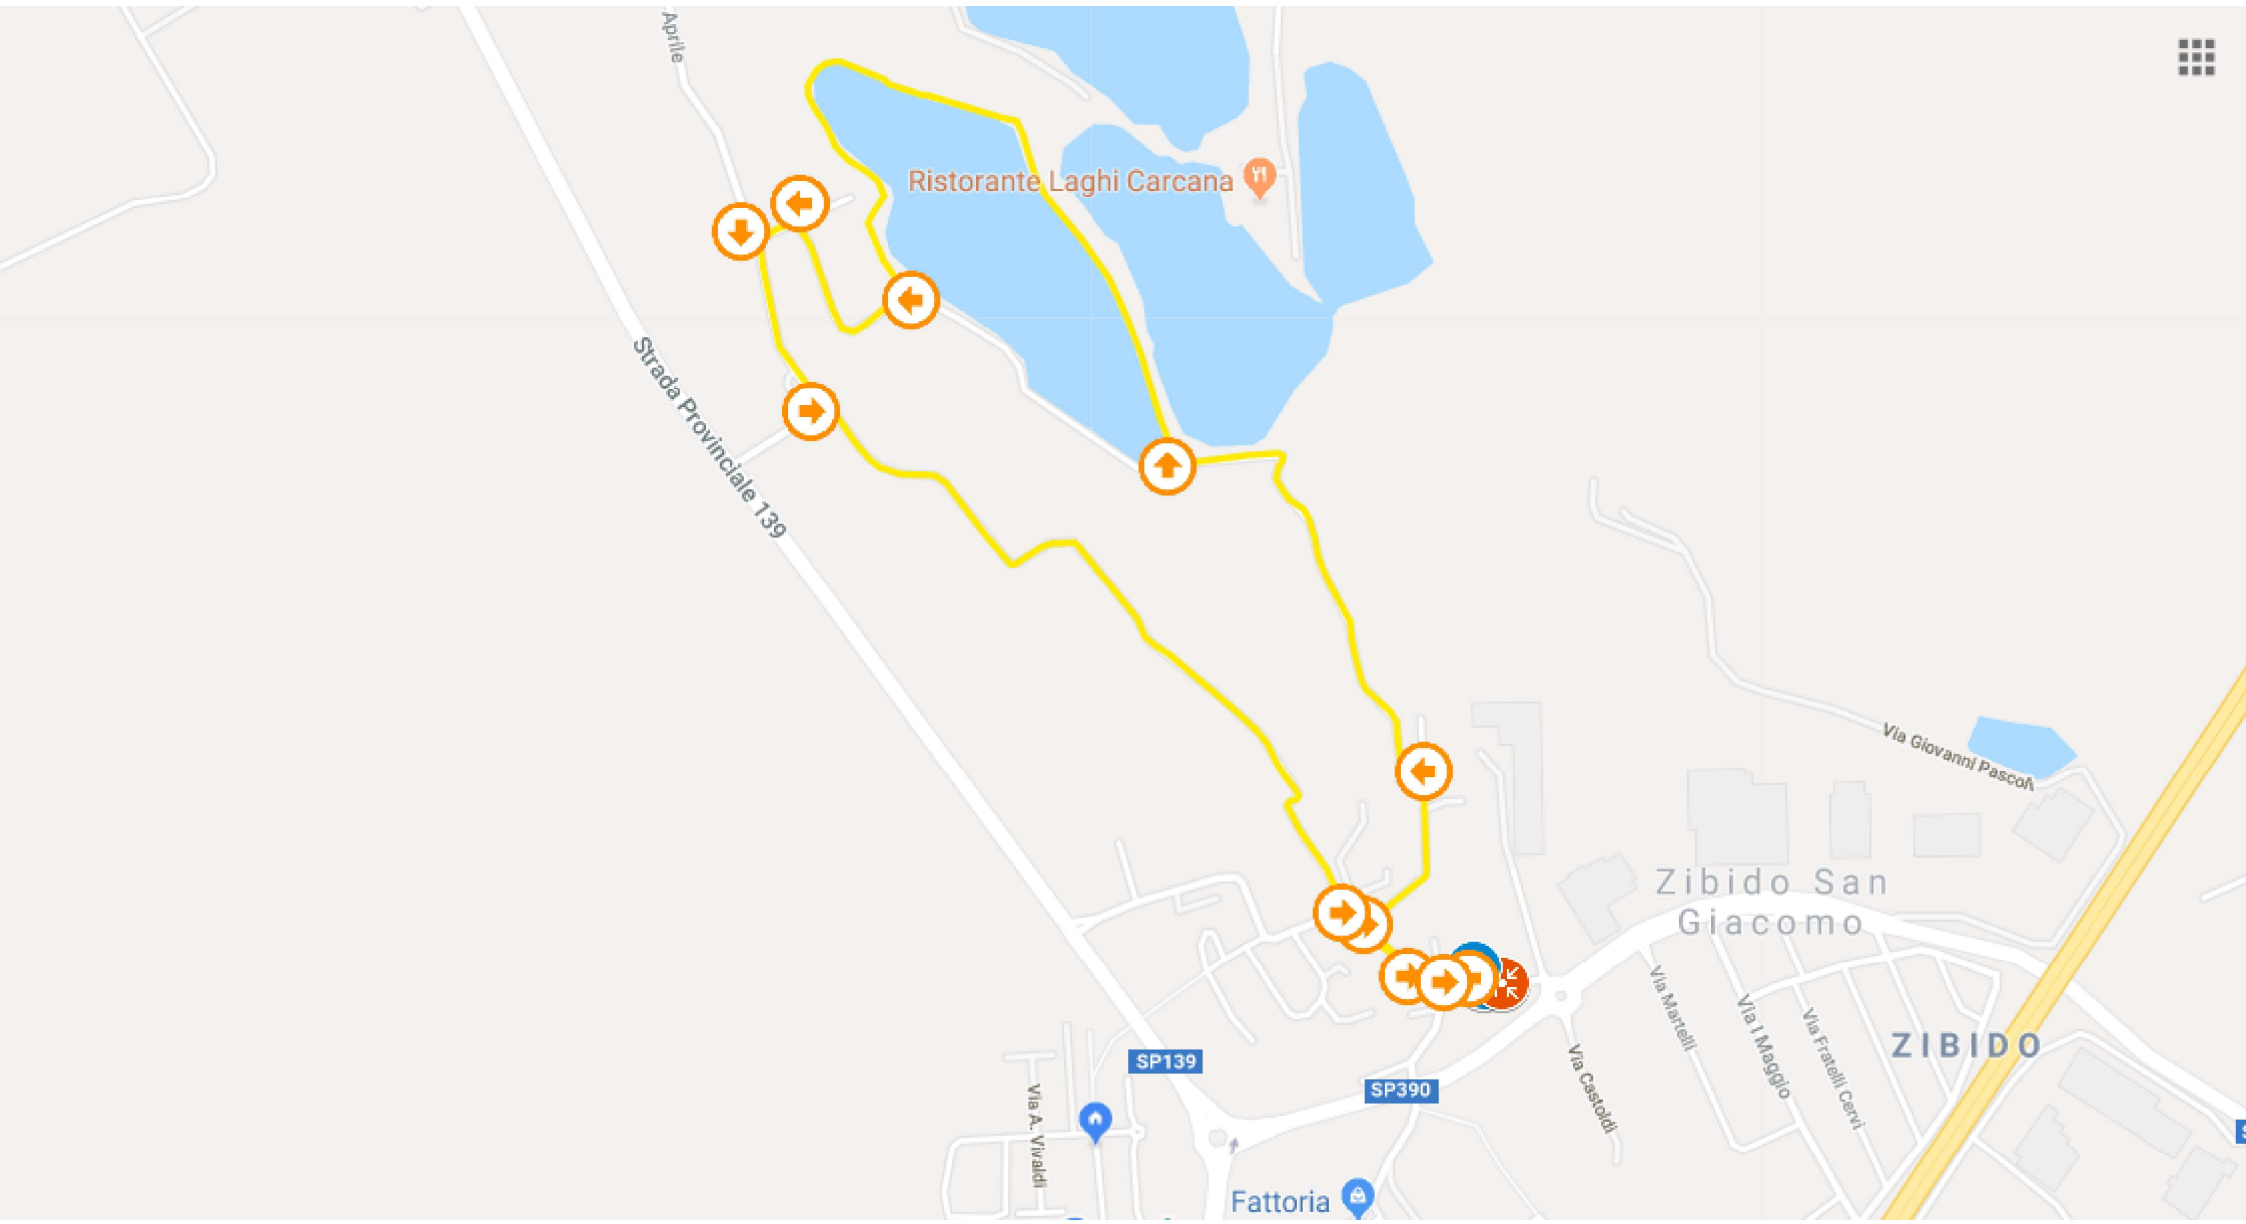 Aprile
Ristorante Laghi Carcana
Strada Provinciale 139
Via Giovanni Pascoli
Zibido San
Giacomo
Via Martelli
Via I Maggio
Via Fratelli Cervi
ZIBIDO
SP139
SP390
Via Castoldi
Via A. Vivaldi
Fattoria